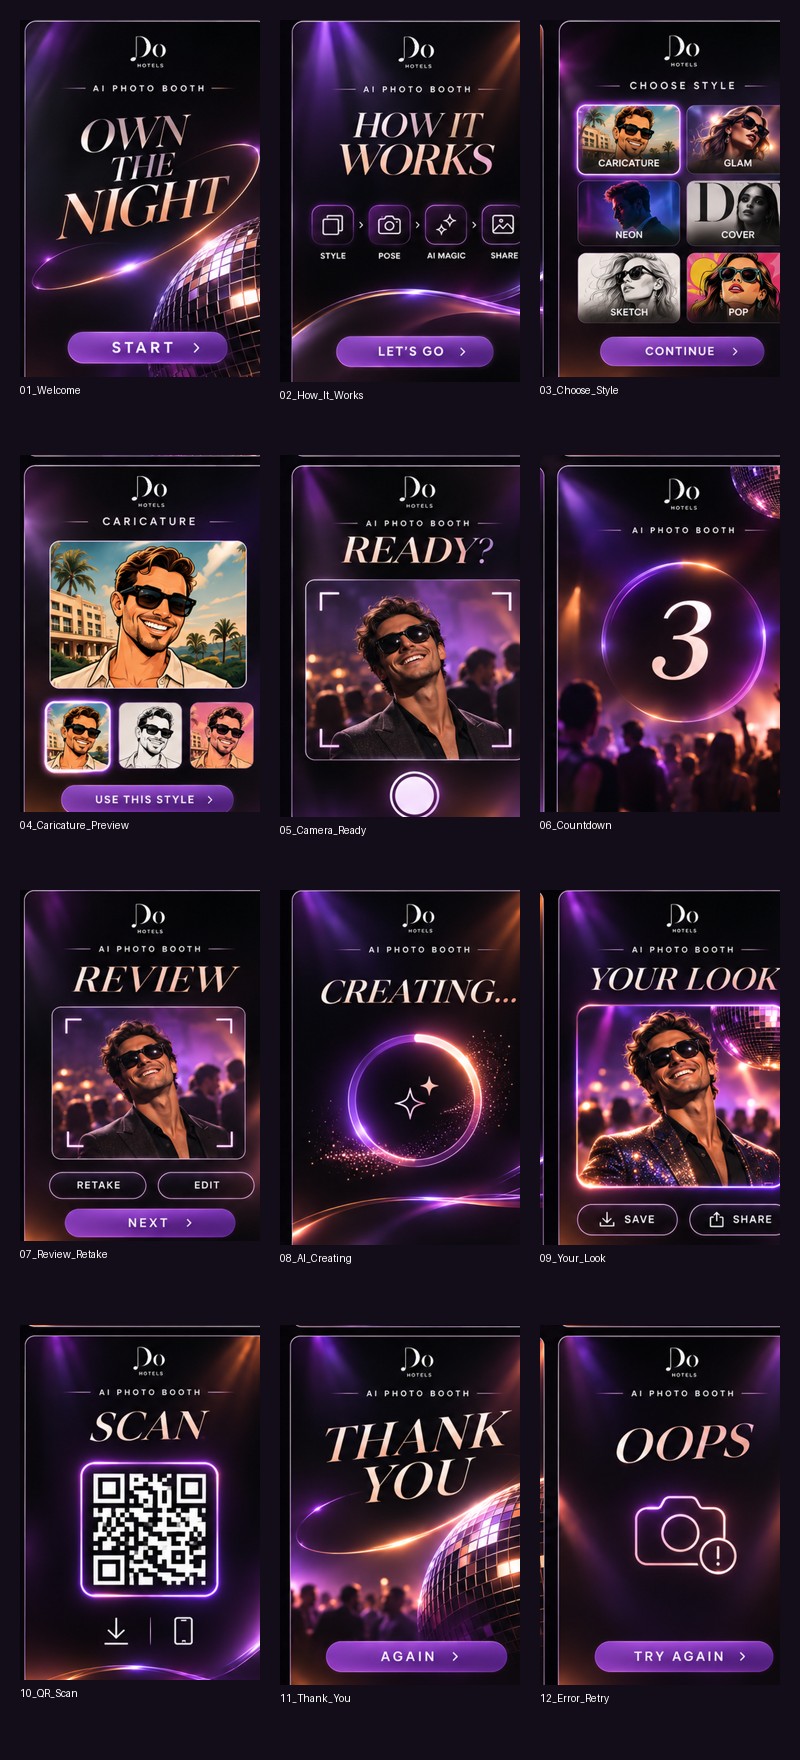 Do
HOTELS
AI PHOTO BOOTH
OWN
THE
NIGHT
START
01_Welcome
Do
HOTELS
AI PHOTO BOOTH
HOW IT
WORKS
STYLE
POSE
AI MAGIC
SHARE
LET'S GO
02_How_It_Works
Do
HOTELS
CHOOSE STYLE
CARICATURE
GLAM
NEON
COVER
SKETCH
POP
CONTINUE
03_Choose_Style
Do
HOTELS
CARICATURE
USE THIS STYLE
04_Caricature_Preview
Do
HOTELS
AI PHOTO BOOTH
READY?
05_Camera_Ready
Do
HOTELS
AI PHOTO BOOTH
3
06_Countdown
Do
HOTELS
AI PHOTO BOOTH
REVIEW
RETAKE
EDIT
NEXT
07_Review_Retake
Do
HOTELS
AI PHOTO BOOTH
CREATING...
08_AI_Creating
Do
HOTELS
AI PHOTO BOOTH
YOUR LOOK
SAVE
SHARE
09_Your_Look
Do
HOTELS
AI PHOTO BOOTH
SCAN
10_QR_Scan
Do
HOTELS
AI PHOTO BOOTH
THANK
YOU
AGAIN
11_Thank_You
Do
HOTELS
AI PHOTO BOOTH
OOPS
TRY AGAIN
12_Error_Retry